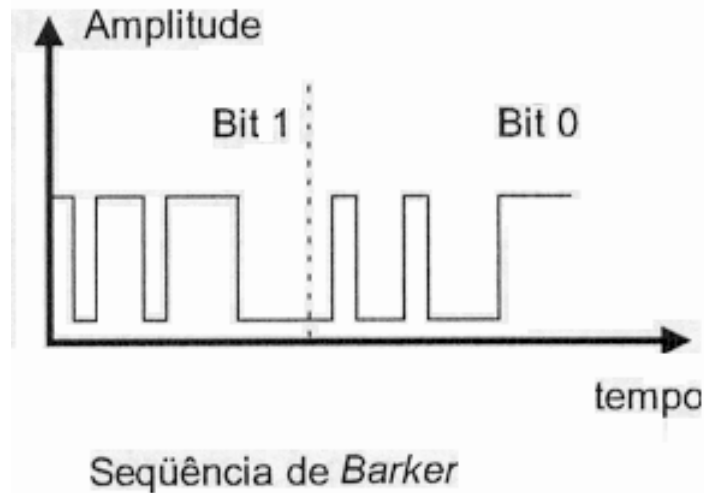 Amplitude
Bit 1
Bit 0
tempo
Seqüência de Barker